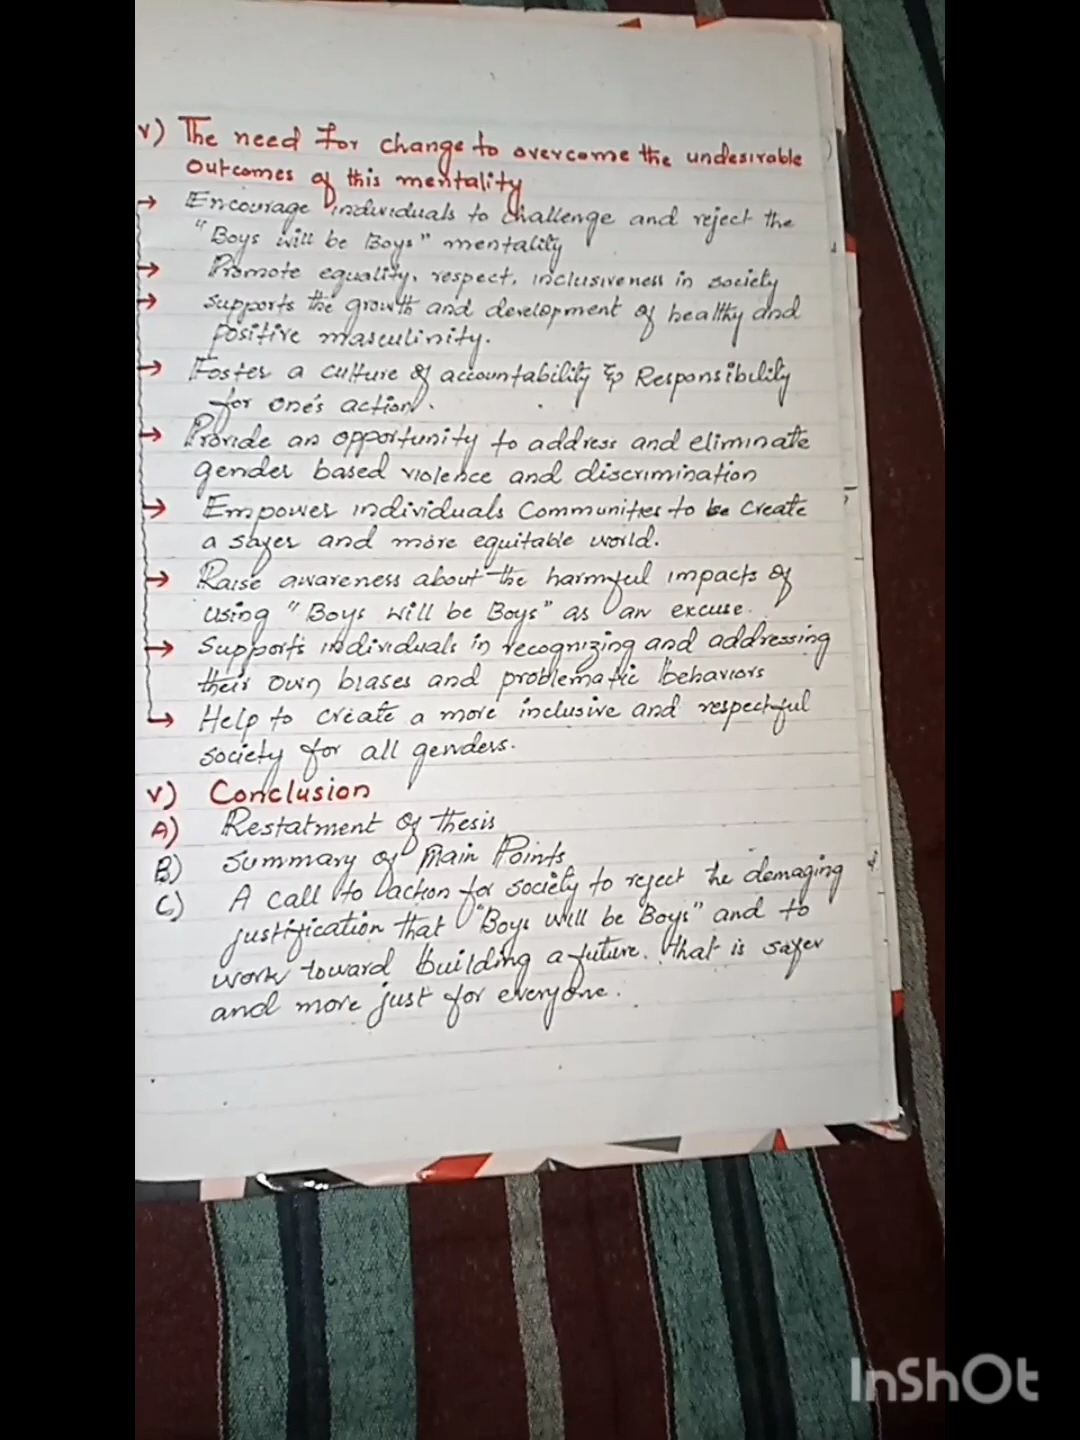 v) The need for change to overcome the undesirable
outcomes of this mentality
→ Encourage individuals to challenge and reject the
"Boys will be Boys" mentality
→ Promote equality, respect, inclusiveness in society
→ supports the growth and development of healthy and
positive masculinity.
→ Foster a culture of accountability & Responsibility
for one's action.
→ Provide an opportunity to address and eliminate
gender based violence and discrimination
→ Empower individuals Communities to be create
a safer and more equitable world.
→ Raise awareness about the harmful impacts of
using "Boys will be Boys" as an excuse.
→ Supports individuals in recognizing and addressing
their own biases and problematic behaviors
→ Help to create a more inclusive and respectful
society for all genders.
v) Conclusion
A) Restatment of thesis
B) Summary of Main Points
C) A call to action for society to reject the demaging
justification that "Boys will be Boys" and to
work toward building a future. that is safer
and more just for everyone.
InShOt